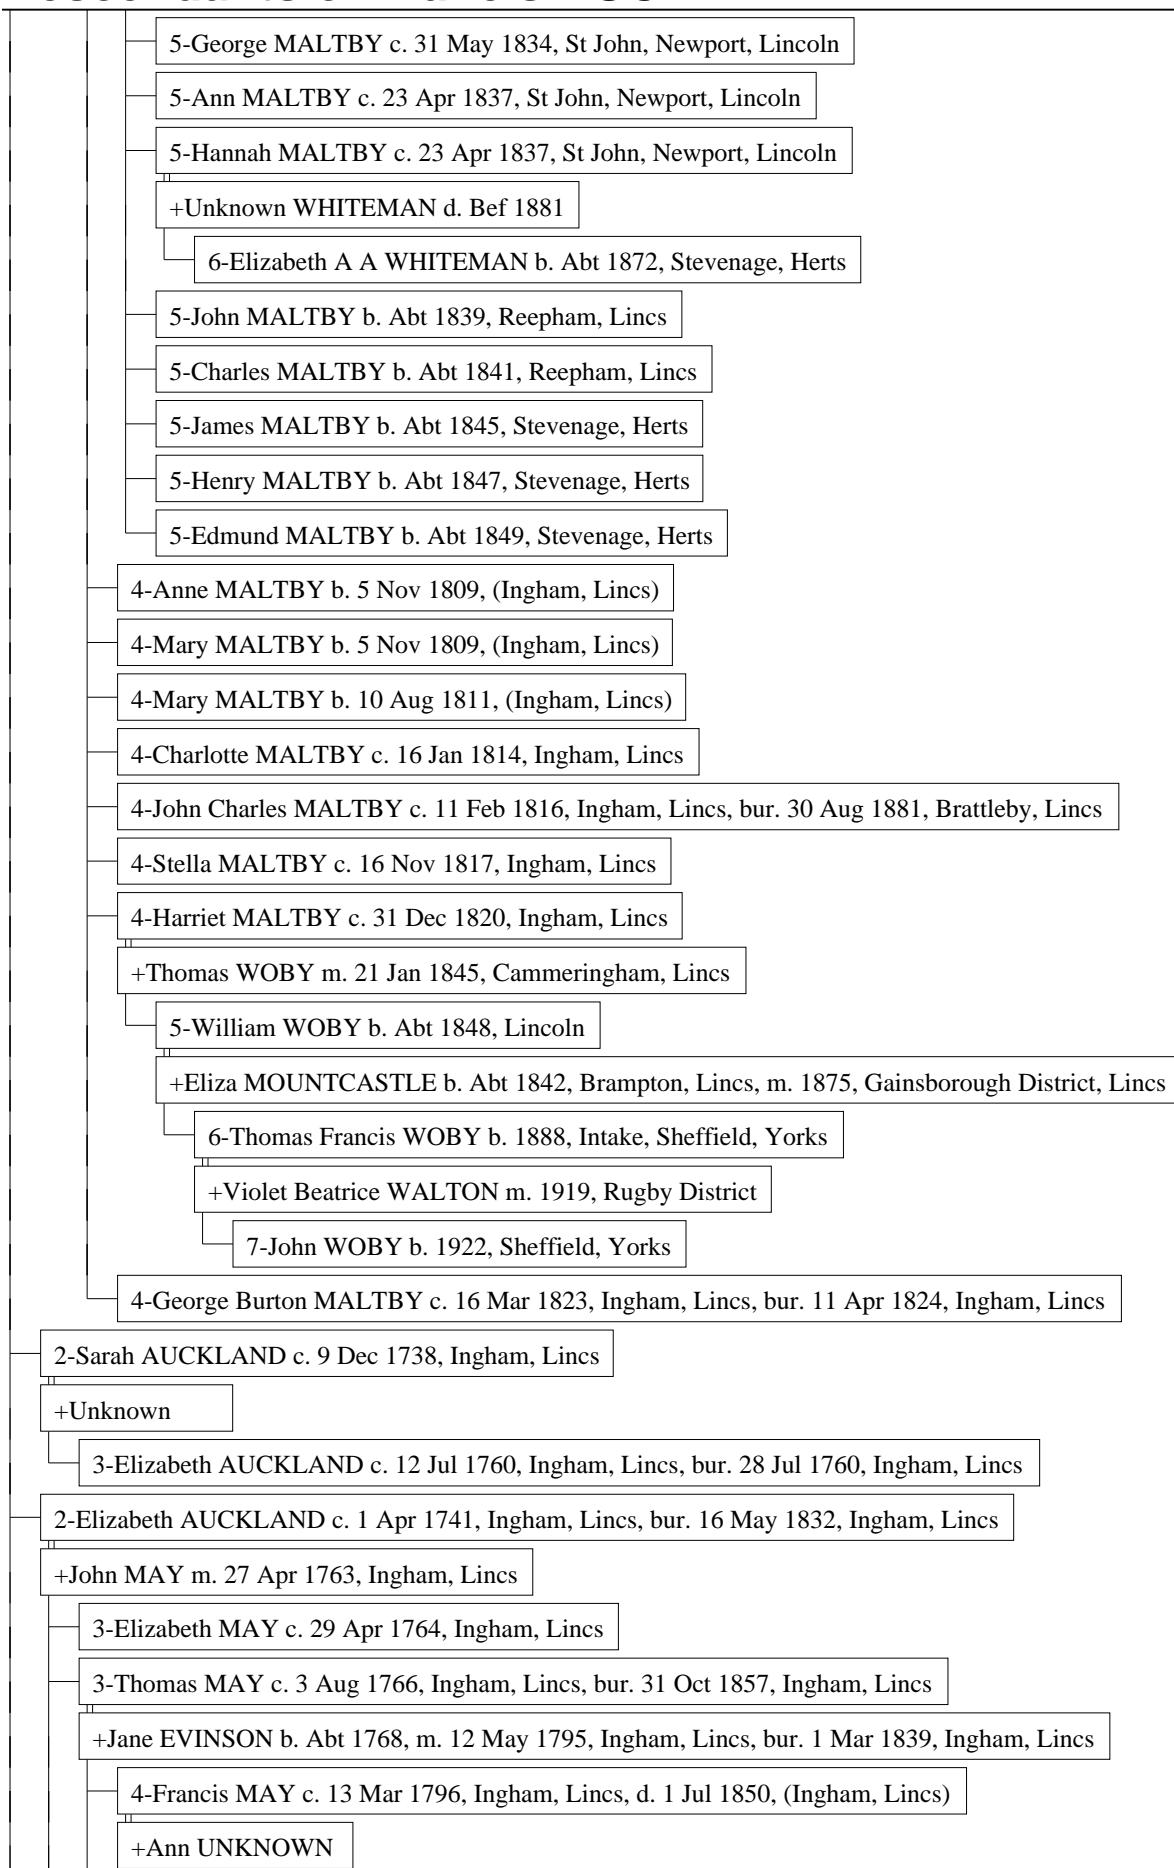 5-George MALTBY c. 31 May 1834, St John, Newport, Lincoln
5-Ann MALTBY c. 23 Apr 1837, St John, Newport, Lincoln
5-Hannah MALTBY c. 23 Apr 1837, St John, Newport, Lincoln
+Unknown WHITEMAN d. Bef 1881
6-Elizabeth A A WHITEMAN b. Abt 1872, Stevenage, Herts
5-John MALTBY b. Abt 1839, Reepham, Lincs
5-Charles MALTBY b. Abt 1841, Reepham, Lincs
5-James MALTBY b. Abt 1845, Stevenage, Herts
5-Henry MALTBY b. Abt 1847, Stevenage, Herts
5-Edmund MALTBY b. Abt 1849, Stevenage, Herts
4-Anne MALTBY b. 5 Nov 1809, (Ingham, Lincs)
4-Mary MALTBY b. 5 Nov 1809, (Ingham, Lincs)
4-Mary MALTBY b. 10 Aug 1811, (Ingham, Lincs)
4-Charlotte MALTBY c. 16 Jan 1814, Ingham, Lincs
4-John Charles MALTBY c. 11 Feb 1816, Ingham, Lincs, bur. 30 Aug 1881, Brattleby, Lincs
4-Stella MALTBY c. 16 Nov 1817, Ingham, Lincs
4-Harriet MALTBY c. 31 Dec 1820, Ingham, Lincs
+Thomas WOBY m. 21 Jan 1845, Cammeringham, Lincs
5-William WOBY b. Abt 1848, Lincoln
+Eliza MOUNTCASTLE b. Abt 1842, Brampton, Lincs, m. 1875, Gainsborough District, Lincs
6-Thomas Francis WOBY b. 1888, Intake, Sheffield, Yorks
+Violet Beatrice WALTON m. 1919, Rugby District
7-John WOBY b. 1922, Sheffield, Yorks
4-George Burton MALTBY c. 16 Mar 1823, Ingham, Lincs, bur. 11 Apr 1824, Ingham, Lincs
2-Sarah AUCKLAND c. 9 Dec 1738, Ingham, Lincs
+Unknown
3-Elizabeth AUCKLAND c. 12 Jul 1760, Ingham, Lincs, bur. 28 Jul 1760, Ingham, Lincs
2-Elizabeth AUCKLAND c. 1 Apr 1741, Ingham, Lincs, bur. 16 May 1832, Ingham, Lincs
+John MAY m. 27 Apr 1763, Ingham, Lincs
3-Elizabeth MAY c. 29 Apr 1764, Ingham, Lincs
3-Thomas MAY c. 3 Aug 1766, Ingham, Lincs, bur. 31 Oct 1857, Ingham, Lincs
+Jane EVINSON b. Abt 1768, m. 12 May 1795, Ingham, Lincs, bur. 1 Mar 1839, Ingham, Lincs
4-Francis MAY c. 13 Mar 1796, Ingham, Lincs, d. 1 Jul 1850, (Ingham, Lincs)
+Ann UNKNOWN